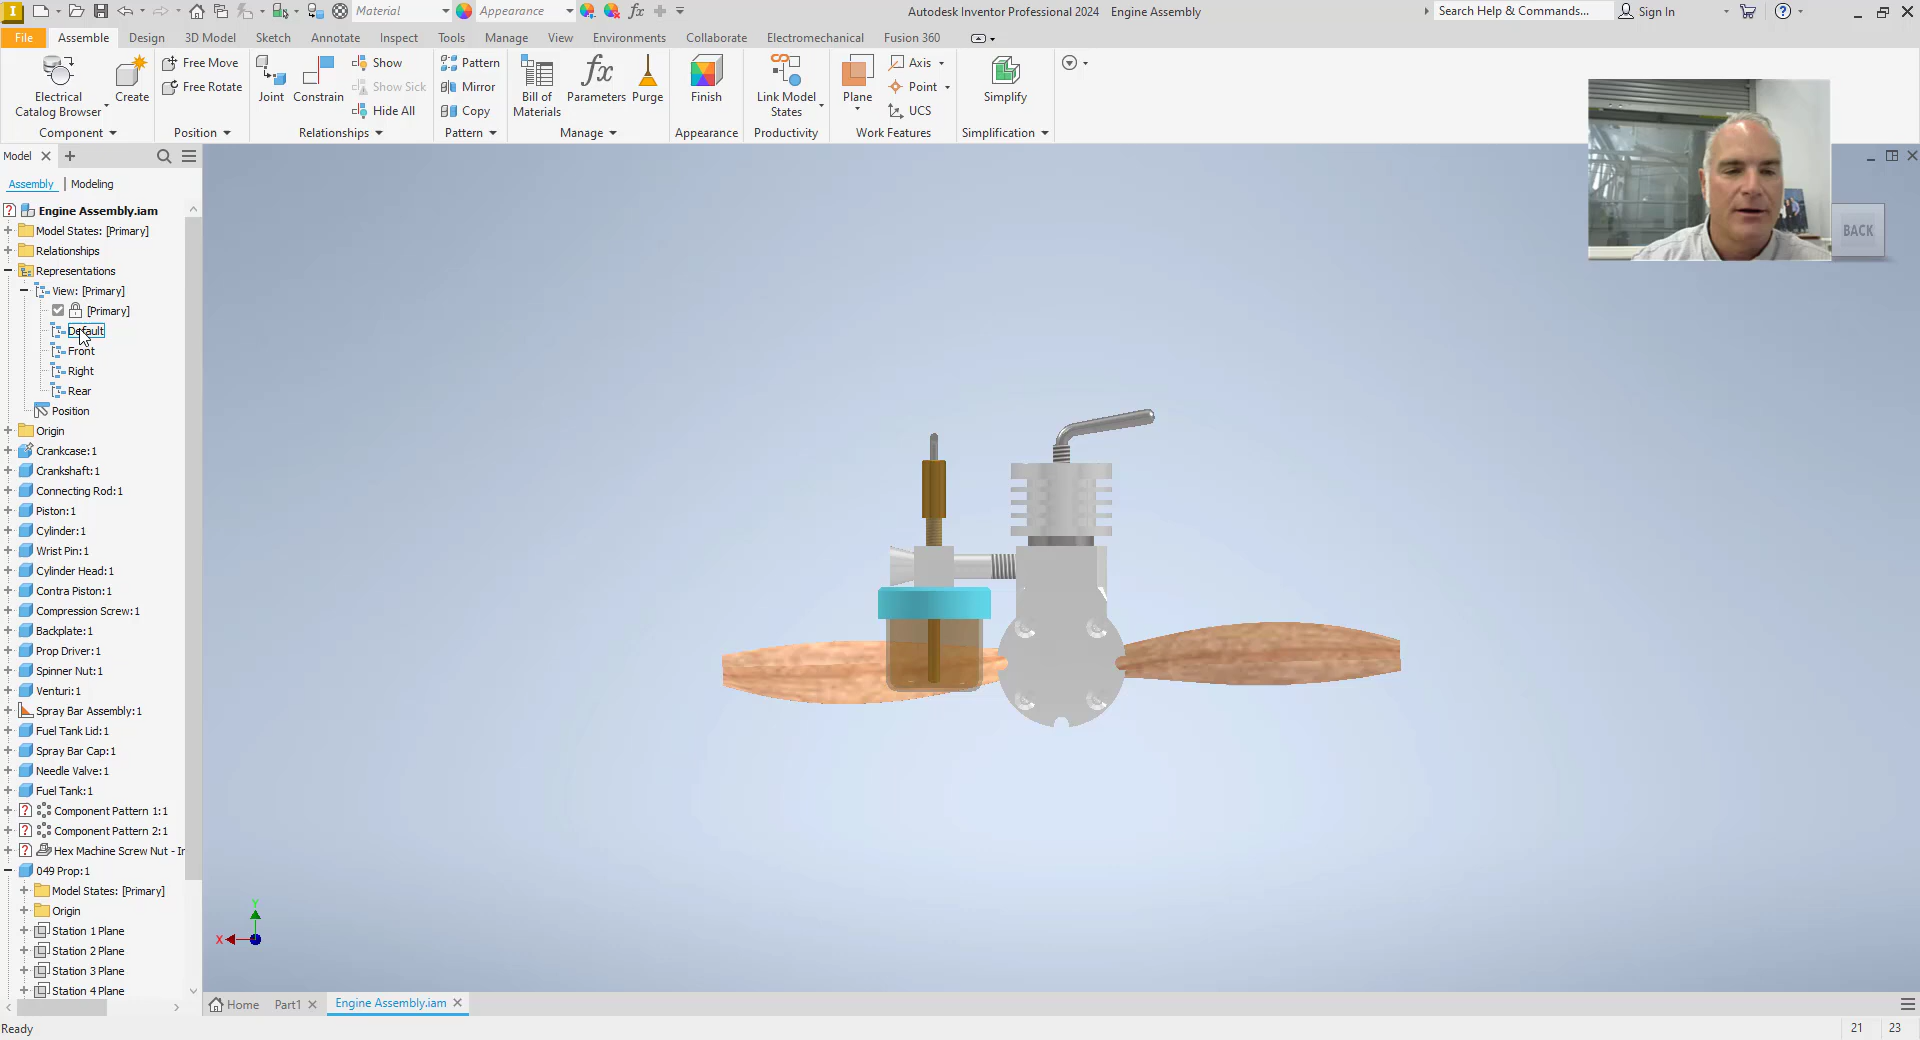 Material
Appearance
fx
Autodesk Inventor Professional 2024 Engine Assembly
Search Help & Commands...
Sign In
File Assemble Design 3D Model Sketch Annotate Inspect Tools Manage View Environments Collaborate Electromechanical Fusion 360
Electrical
Catalog Browser
Create
Component
Free Move
Free Rotate
Position
Joint
Constrain
Show
Show Sick
Hide All
Relationships
Pattern
Mirror
Copy
Pattern
Bill of
Materials
fx
Parameters
Purge
Manage
Finish
Appearance
Link Model
States
Productivity
Plane
Axis
Point
UCS
Work Features
Simplify
Simplification
Model
Assembly | Modeling
Engine Assembly.iam
Model States: [Primary]
Relationships
Representations
View: [Primary]
[Primary]
Default
Front
Right
Rear
Position
Origin
Crankcase:1
Crankshaft:1
Connecting Rod:1
Piston:1
Cylinder:1
Wrist Pin:1
Cylinder Head:1
Contra Piston:1
Compression Screw:1
Backplate:1
Prop Driver:1
Spinner Nut:1
Venturi:1
Spray Bar Assembly:1
Fuel Tank Lid:1
Spray Bar Cap:1
Needle Valve:1
Fuel Tank:1
Component Pattern 1:1
Component Pattern 2:1
Hex Machine Screw Nut - Ir
049 Prop:1
Model States: [Primary]
Origin
Station 1 Plane
Station 2 Plane
Station 3 Plane
Station 4 Plane
BACK
Y
X
Home
Part1
Engine Assembly.iam
Ready
21 23